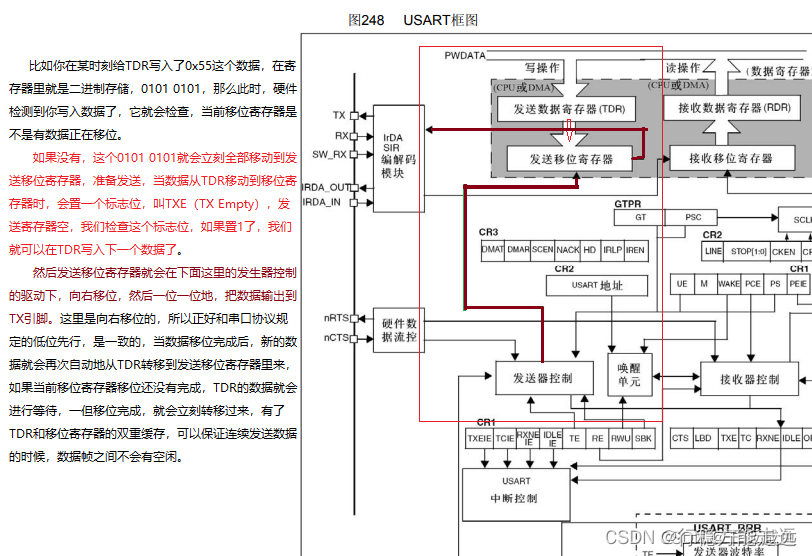 图248 USART框图
比如你在某时刻给TDR写入了0x55这个数据，在寄
存器里就是二进制存储，0101 0101，那么此时，硬件
检测到你写入数据了，它就会检查，当前移位寄存器是
不是有数据正在移位。
如果没有，这个0101 0101就会立刻全部移动到发
送移位寄存器，准备发送，当数据从TDR移动到移位寄
存器时，会置一个标志位，叫TXE（TX Empty），发
送寄存器空，我们检查这个标志位，如果置1了，我们
就可以在TDR写入下一个数据了。
然后发送移位寄存器就会在下面这里的发生器控制
的驱动下，向右移位，然后一位一位地，把数据输出到
TX引脚。这里是向右移位的，所以正好和串口协议规
定的低位先行，是一致的，当数据移位完成后，新的数
据就会再次自动地从TDR转移到发送移位寄存器里来，
如果当前移位寄存器移位还没有完成，TDR的数据就会
进行等待，一但移位完成，就会立刻转移过来，有了
TDR和移位寄存器的双重缓存，可以保证连续发送数据
的时候，数据帧之间不会有空闲。
PWDATA
写操作
读操作
(数据寄存器
(CPU或DMA)
(CPU或DMA)
发送数据寄存器(TDR)
接收数据寄存器(RDR)
发送移位寄存器
接收移位寄存器
TX
RX
SW_RX
IRDA_OUT
IRDA_IN
IrDA
SIR
编解码
模块
GTPR
GT
PSC
SCL
CR3
DMAT DMAR SCEN NACK HD IRLP IREN
CR2
LINE STOP[1:0] CKEN
CR2
USART 地址
CR1
UE M WAKE PCE PS PEIE
nRTS
nCTS
硬件数
据流控
发送器控制
唤醒
单元
接收器控制
CR1
TXEIE TCIE RXNE IE IDLE IE TE RE RWU SBK
CTS LBD TXE TC RXNE IDLE
USART
中断控制
USART_BRR
TE
发送器波特率
CSDN @行稳方能走远